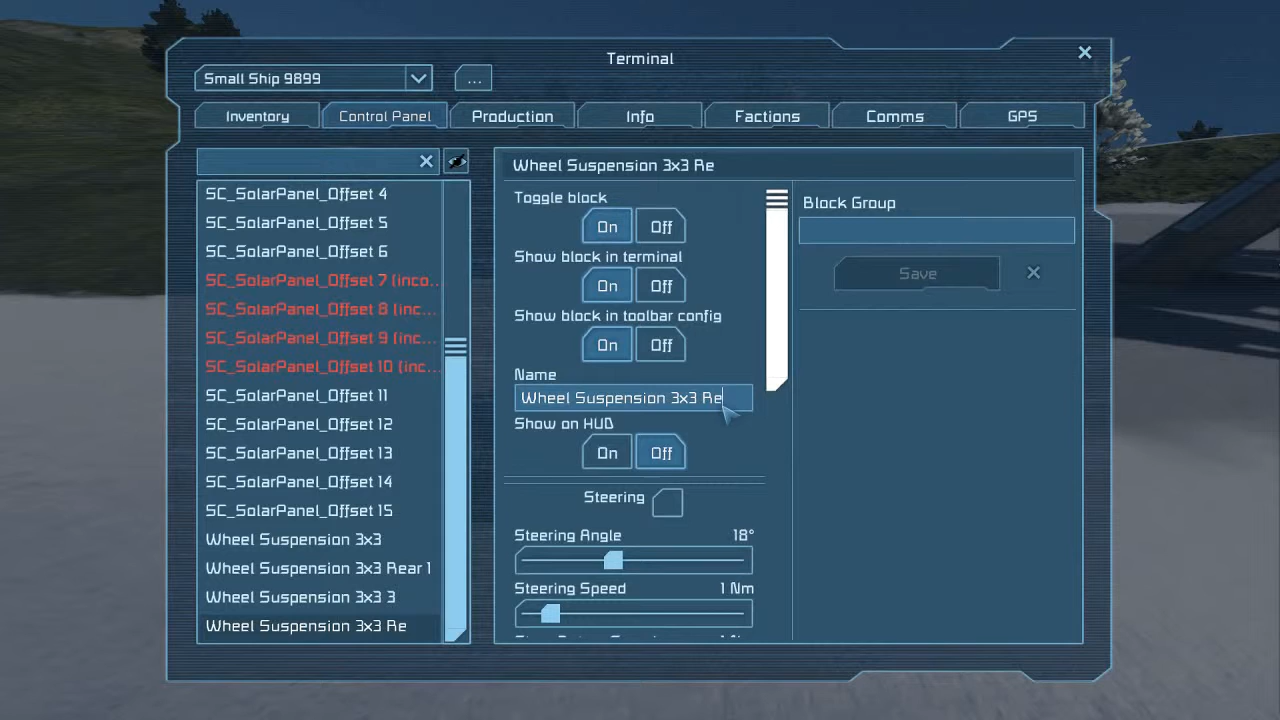 Terminal
Small Ship 9899
...
Inventory
Control Panel
Production
Info
Factions
Comms
GPS
SC_SolarPanel_Offset 4
SC_SolarPanel_Offset 5
SC_SolarPanel_Offset 6
SC_SolarPanel_Offset 7 (inco...
SC_SolarPanel_Offset 8 (inc...
SC_SolarPanel_Offset 9 (inc...
SC_SolarPanel_Offset 10 (inc...
SC_SolarPanel_Offset 11
SC_SolarPanel_Offset 12
SC_SolarPanel_Offset 13
SC_SolarPanel_Offset 14
SC_SolarPanel_Offset 15
Wheel Suspension 3x3
Wheel Suspension 3x3 Rear 1
Wheel Suspension 3x3 3
Wheel Suspension 3x3 Re
Wheel Suspension 3x3 Re
Toggle block
On Off
Show block in terminal
On Off
Show block in toolbar config
On Off
Name
Wheel Suspension 3x3 Re
Show on HUD
On Off
Steering
Steering Angle 18°
Steering Speed 1 Nm
Block Group
Save